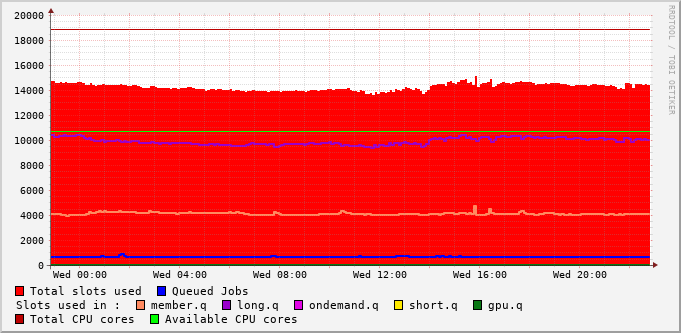 20000
18000
16000
14000
12000
10000
8000
6000
4000
2000
0
Wed 00:00 Wed 04:00 Wed 08:00 Wed 12:00 Wed 16:00 Wed 20:00
RRDTOOL / TOBI OETIKER
Total slots used Queued Jobs
Slots used in : member.q long.q ondemand.q short.q gpu.q
Total CPU cores Available CPU cores